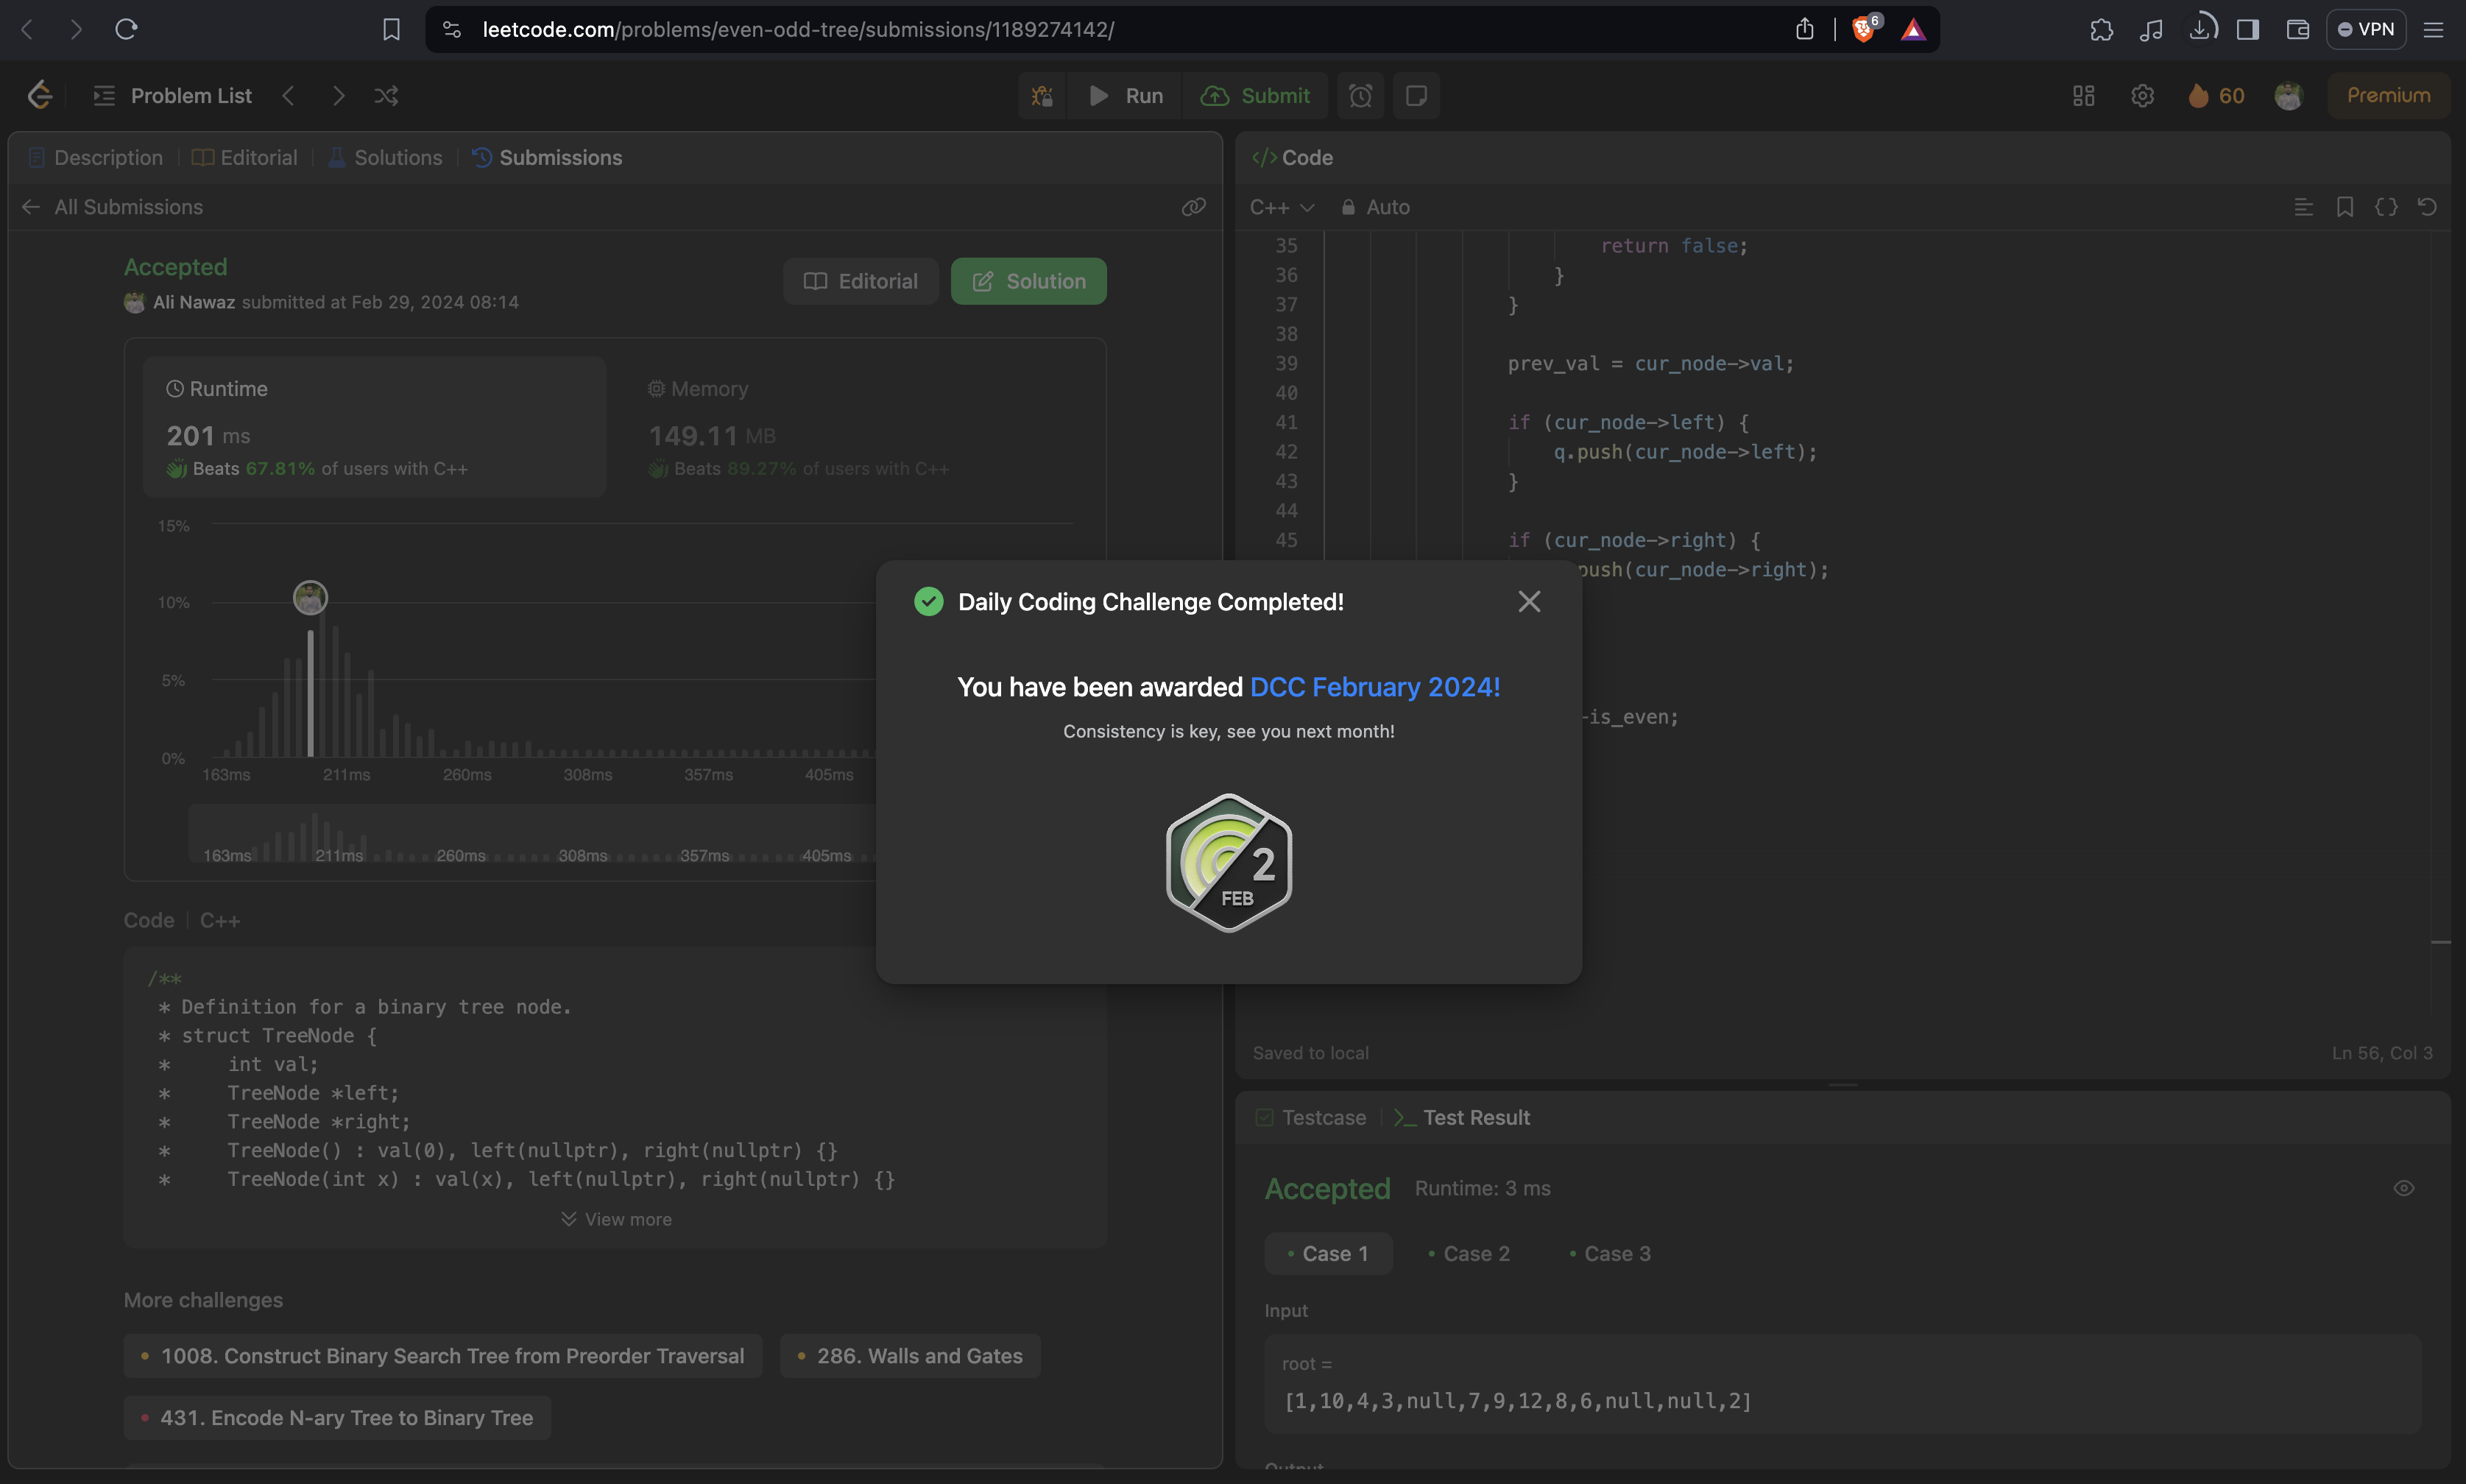 leetcode.com/problems/even-odd-tree/submissions/1189274142/
6
VPN
Problem List
Run
Submit
60
Premium
Description
Editorial
Solutions
Submissions
All Submissions
Accepted
Ali Nawaz submitted at Feb 29, 2024 08:14
Editorial
Solution
Runtime
201 ms
Beats 67.81% of users with C++
Memory
149.11 MB
Beats 89.27% of users with C++
15%
10%
5%
0%
163ms 211ms 260ms 308ms 357ms 405ms
163ms 211ms 260ms 308ms 357ms 405ms
Code | C++
/**
* Definition for a binary tree node.
* struct TreeNode {
*     int val;
*     TreeNode *left;
*     TreeNode *right;
*     TreeNode() : val(0), left(nullptr), right(nullptr) {}
*     TreeNode(int x) : val(x), left(nullptr), right(nullptr) {}
View more
More challenges
1008. Construct Binary Search Tree from Preorder Traversal
286. Walls and Gates
431. Encode N-ary Tree to Binary Tree
Daily Coding Challenge Completed!
You have been awarded DCC February 2024!
Consistency is key, see you next month!
2
FEB
</> Code
C++
Auto
35 return false;
36 }
37 }
38
39 prev_val = cur_node->val;
40
41 if (cur_node->left) {
42 q.push(cur_node->left);
43 }
44
45 if (cur_node->right) {
push(cur_node->right);
is_even;
Saved to local
Ln 56, Col 3
Testcase
Test Result
Accepted
Runtime: 3 ms
Case 1
Case 2
Case 3
Input
root =
[1,10,4,3,null,7,9,12,8,6,null,null,2]